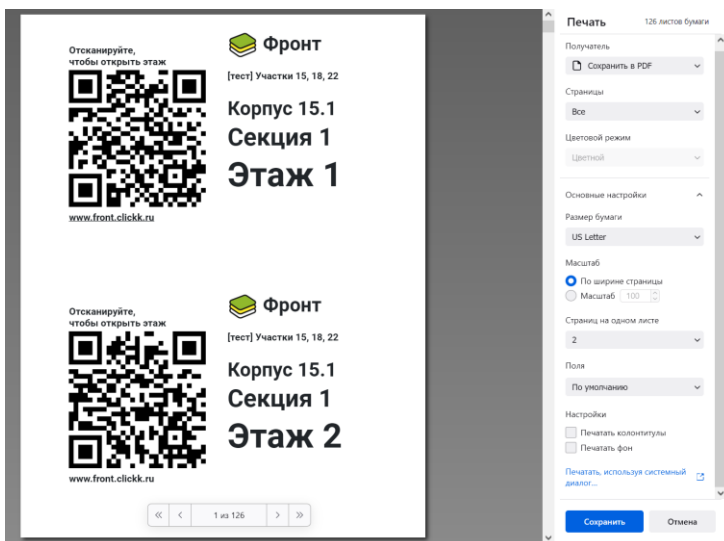 Отсканируйте,
чтобы открыть этаж
Фронт
[тест] Участки 15, 18, 22
Корпус 15.1
Секция 1
Этаж 1
www.front.clickk.ru
Отсканируйте,
чтобы открыть этаж
Фронт
[тест] Участки 15, 18, 22
Корпус 15.1
Секция 1
Этаж 2
www.front.clickk.ru
1 из 126
Печать 126 листов бумаги
Получатель
Сохранить в PDF
Страницы
Все
Цветовой режим
Цветной
Основные настройки
Размер бумаги
US Letter
Масштаб
По ширине страницы
Масштаб 100
Страниц на одном листе
2
Поля
По умолчанию
Настройки
Печатать колонтитулы
Печатать фон
Печатать, используя системный
диалог...
Сохранить Отмена